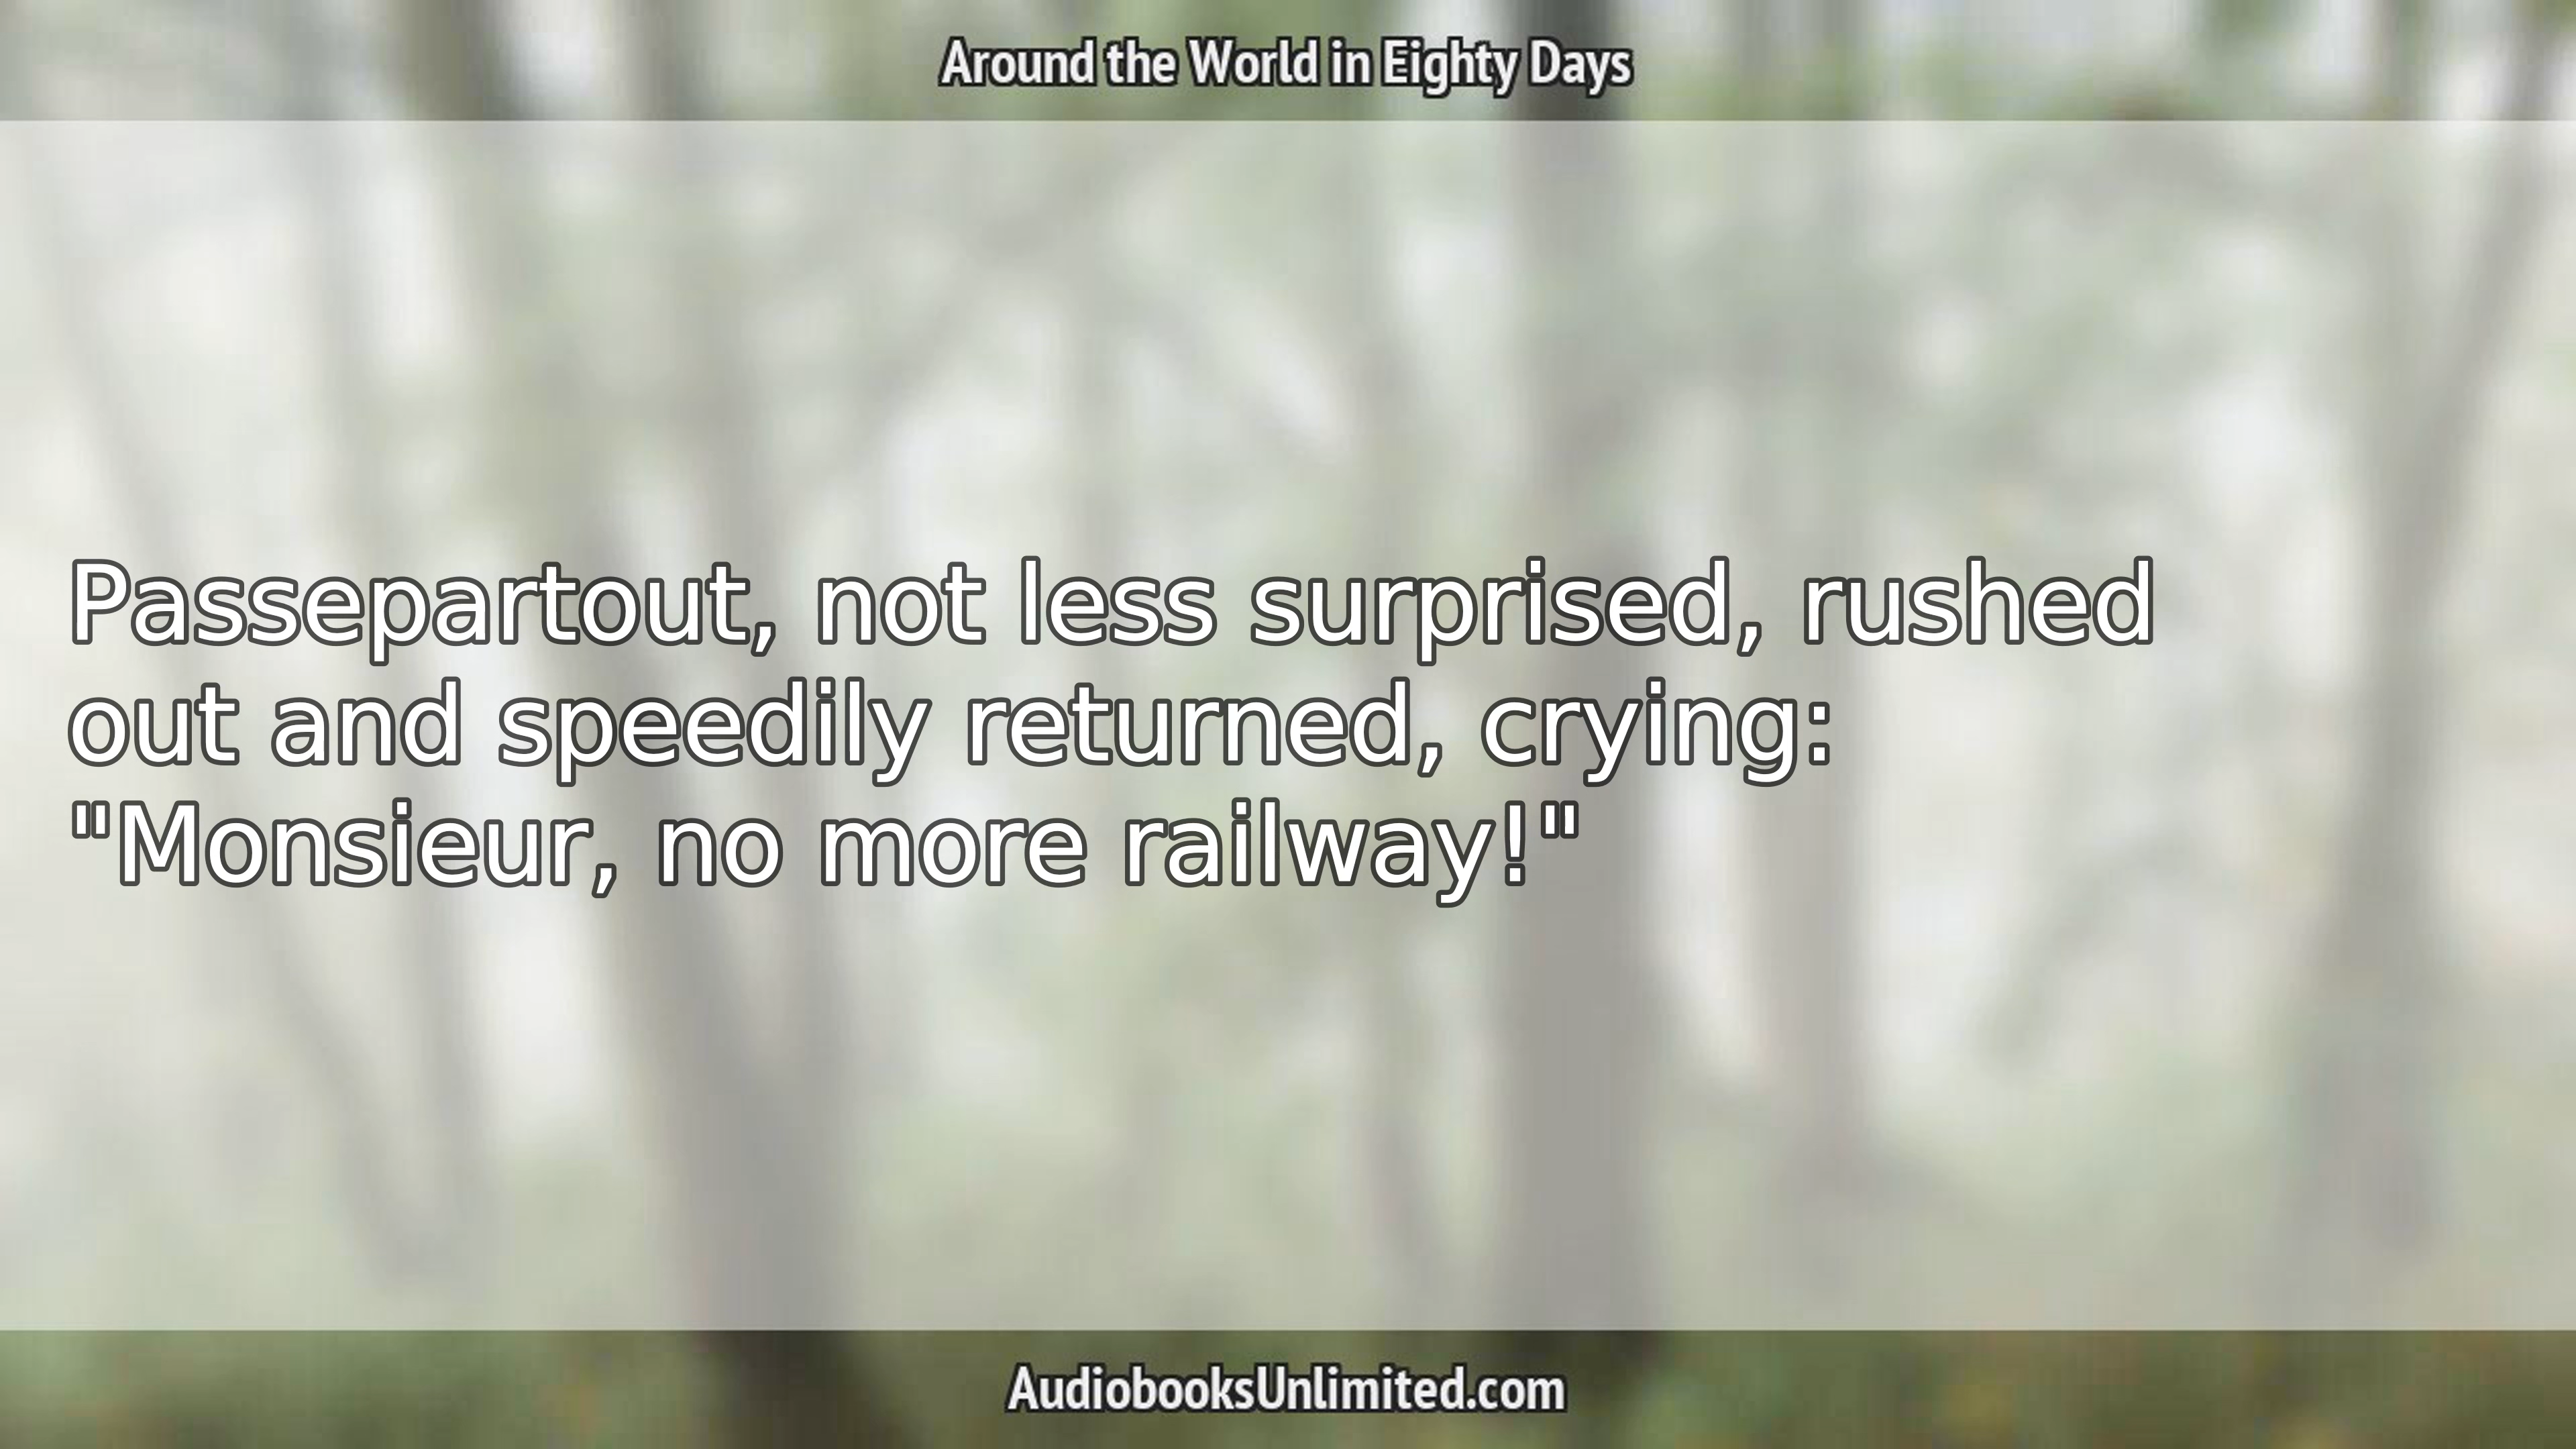 Around the World in Eighty Days
Passepartout, not less surprised, rushed
out and speedily returned, crying:
"Monsieur, no more railway!"
AudiobooksUnlimited.com